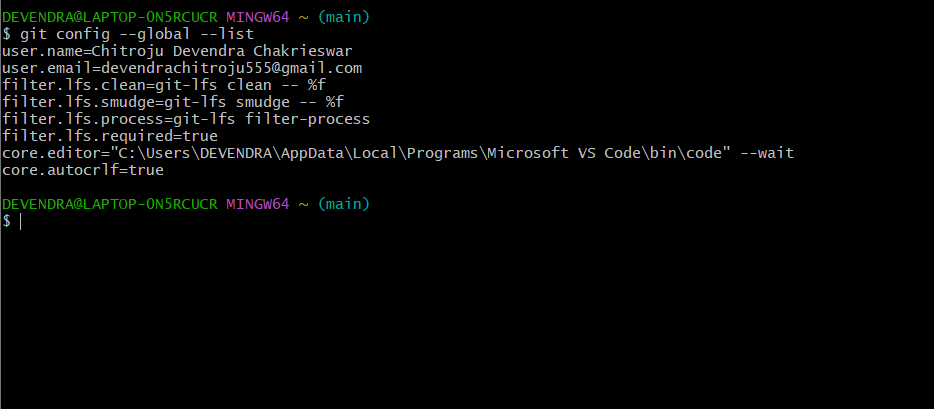 DEVENDRA@LAPTOP-0N5RCUCR MINGW64 ~ (main)
$ git config --global --list
user.name=Chitroju Devendra Chakrieswar
user.email=devendrachitroju555@gmail.com
filter.lfs.clean=git-lfs clean -- %f
filter.lfs.smudge=git-lfs smudge -- %f
filter.lfs.process=git-lfs filter-process
filter.lfs.required=true
core.editor="C:\Users\DEVENDRA\AppData\Local\Programs\Microsoft VS Code\bin\code" --wait
core.autocrlf=true
DEVENDRA@LAPTOP-0N5RCUCR MINGW64 ~ (main)
$